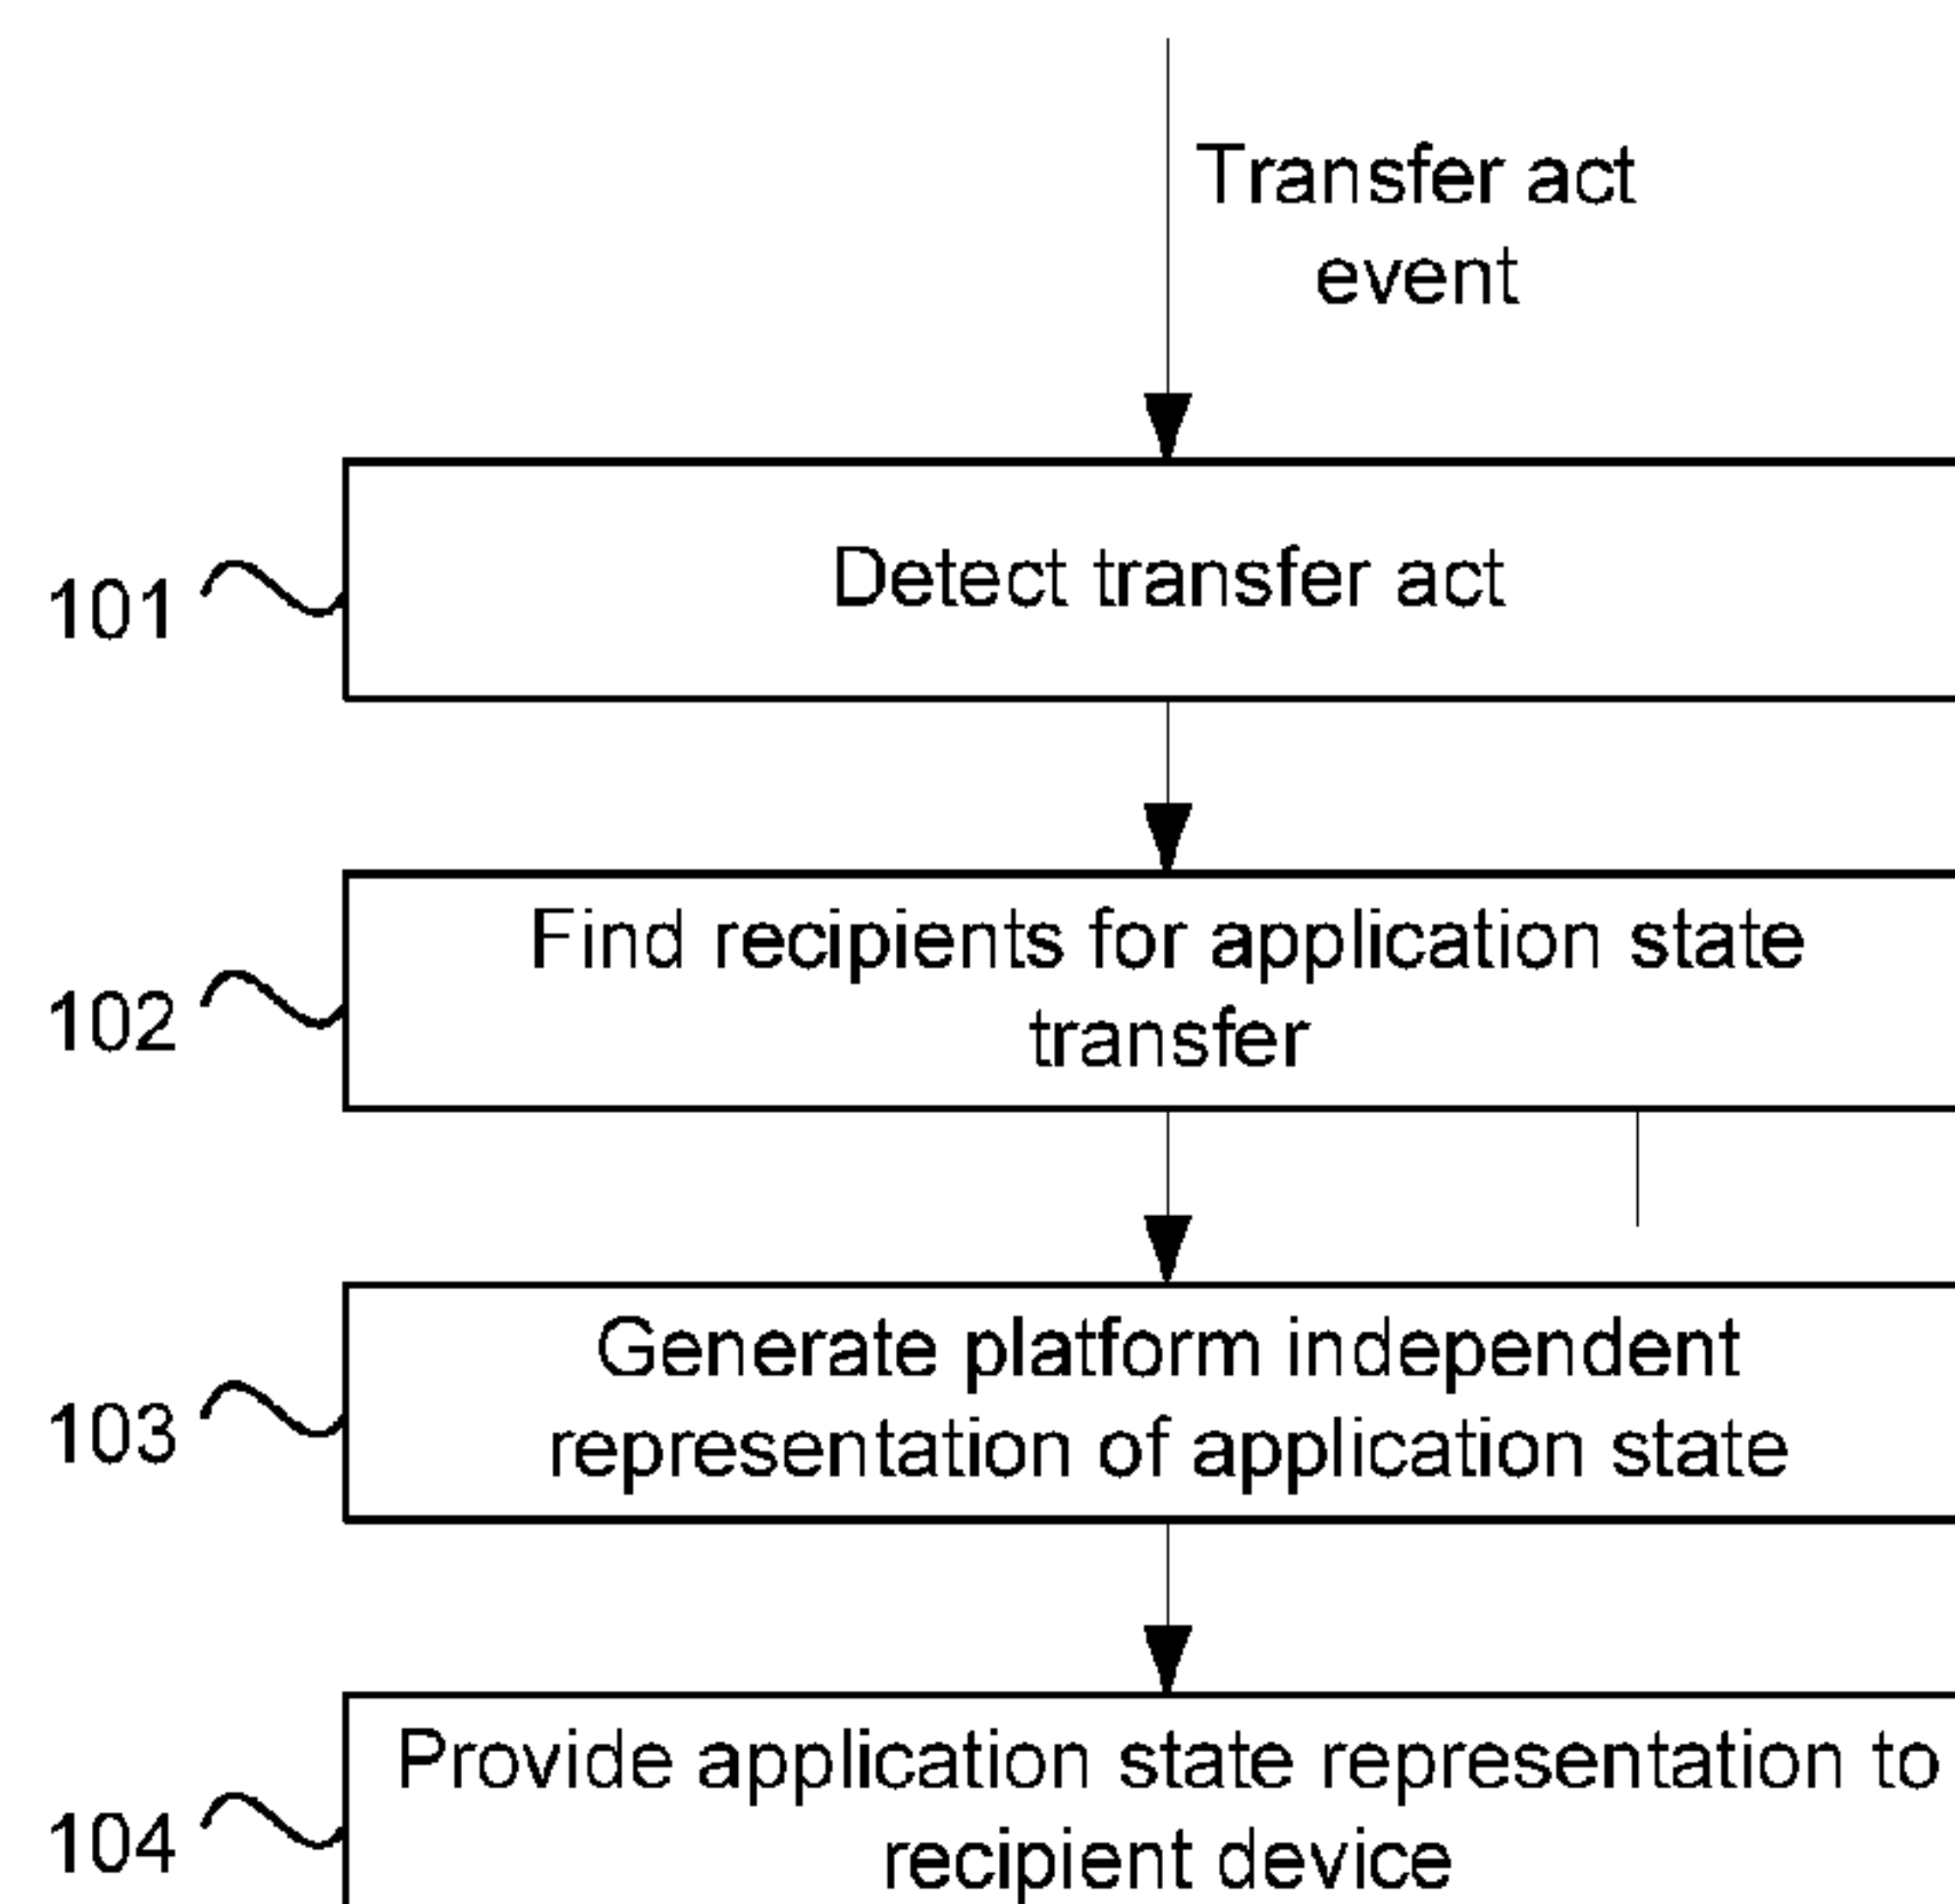 Transfer act
event
101
Detect transfer act
102
Find recipients for application state
transfer
103
Generate platform independent
representation of application state
104
Provide application state representation to
recipient device